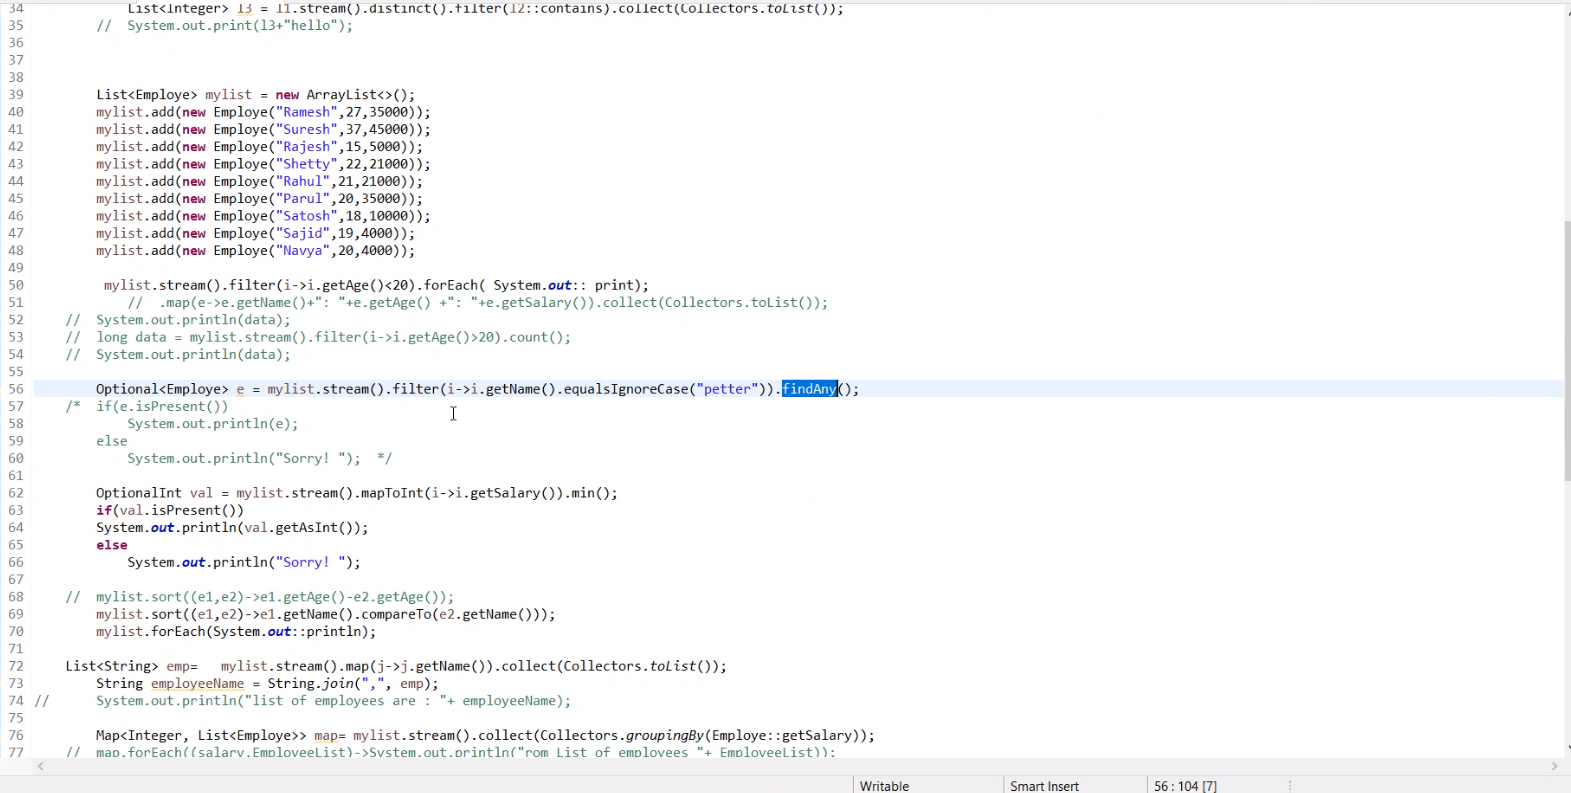 34 List<Integer> l3 = l1.stream().distinct().filter(l2::contains).collect(Collectors.toList());
35 // System.out.print(l3+"hello");
36
37
38
39 List<Employe> mylist = new ArrayList<>();
40 mylist.add(new Employe("Ramesh",27,35000));
41 mylist.add(new Employe("Suresh",37,45000));
42 mylist.add(new Employe("Rajesh",15,5000));
43 mylist.add(new Employe("Shetty",22,21000));
44 mylist.add(new Employe("Rahul",21,21000));
45 mylist.add(new Employe("Parul",20,35000));
46 mylist.add(new Employe("Satosh",18,10000));
47 mylist.add(new Employe("Sajid",19,4000));
48 mylist.add(new Employe("Navya",20,4000));
49
50 mylist.stream().filter(i->i.getAge()<20).forEach( System.out:: print);
51 // .map(e->e.getName()+": "+e.getAge() +": "+e.getSalary()).collect(Collectors.toList());
52 // System.out.println(data);
53 // long data = mylist.stream().filter(i->i.getAge()>20).count();
54 // System.out.println(data);
55
56 Optional<Employe> e = mylist.stream().filter(i->i.getName().equalsIgnoreCase("petter")).findAny();
57 /* if(e.isPresent())
58 System.out.println(e);
59 else
60 System.out.println("Sorry! "); */
61
62 OptionalInt val = mylist.stream().mapToInt(i->i.getSalary()).min();
63 if(val.isPresent())
64 System.out.println(val.getAsInt());
65 else
66 System.out.println("Sorry! ");
67
68 // mylist.sort((e1,e2)->e1.getAge()-e2.getAge());
69 mylist.sort((e1,e2)->e1.getName().compareTo(e2.getName()));
70 mylist.forEach(System.out::println);
71
72 List<String> emp= mylist.stream().map(j->j.getName()).collect(Collectors.toList());
73 String employeeName = String.join(",", emp);
74 // System.out.println("list of employees are : "+ employeeName);
75
76 Map<Integer, List<Employe>> map= mylist.stream().collect(Collectors.groupingBy(Employe::getSalary));
77 // map.forEach((salary,EmployeeList)->System.out.println("rom List of employees "+ EmployeeList));
Writable Smart Insert 56 : 104 [7]